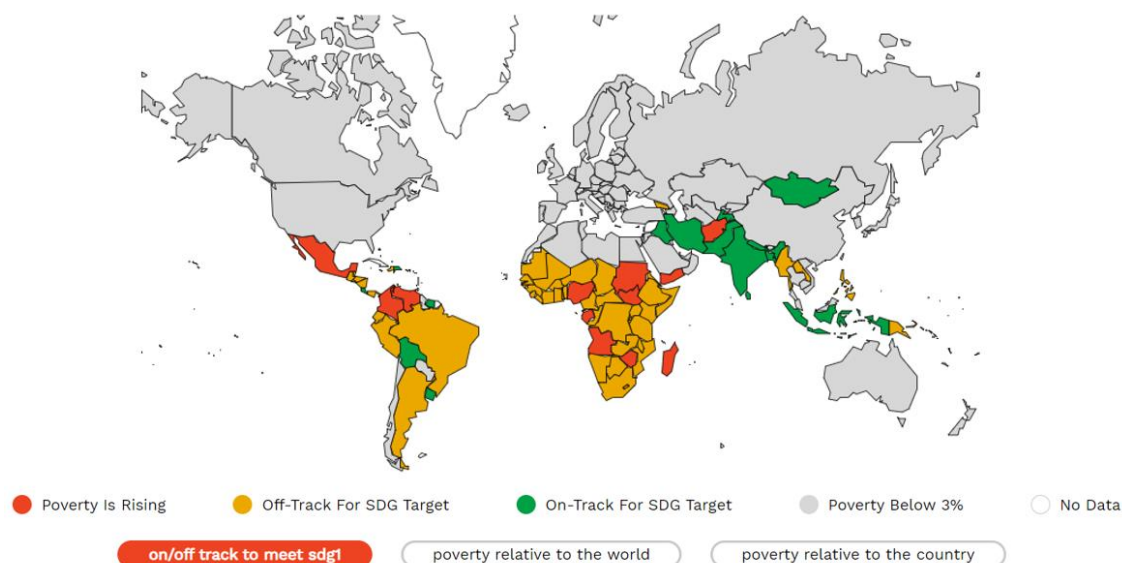 Poverty Is Rising
Off-Track For SDG Target
On-Track For SDG Target
Poverty Below 3%
No Data
on/off track to meet sdg1
poverty relative to the world
poverty relative to the country